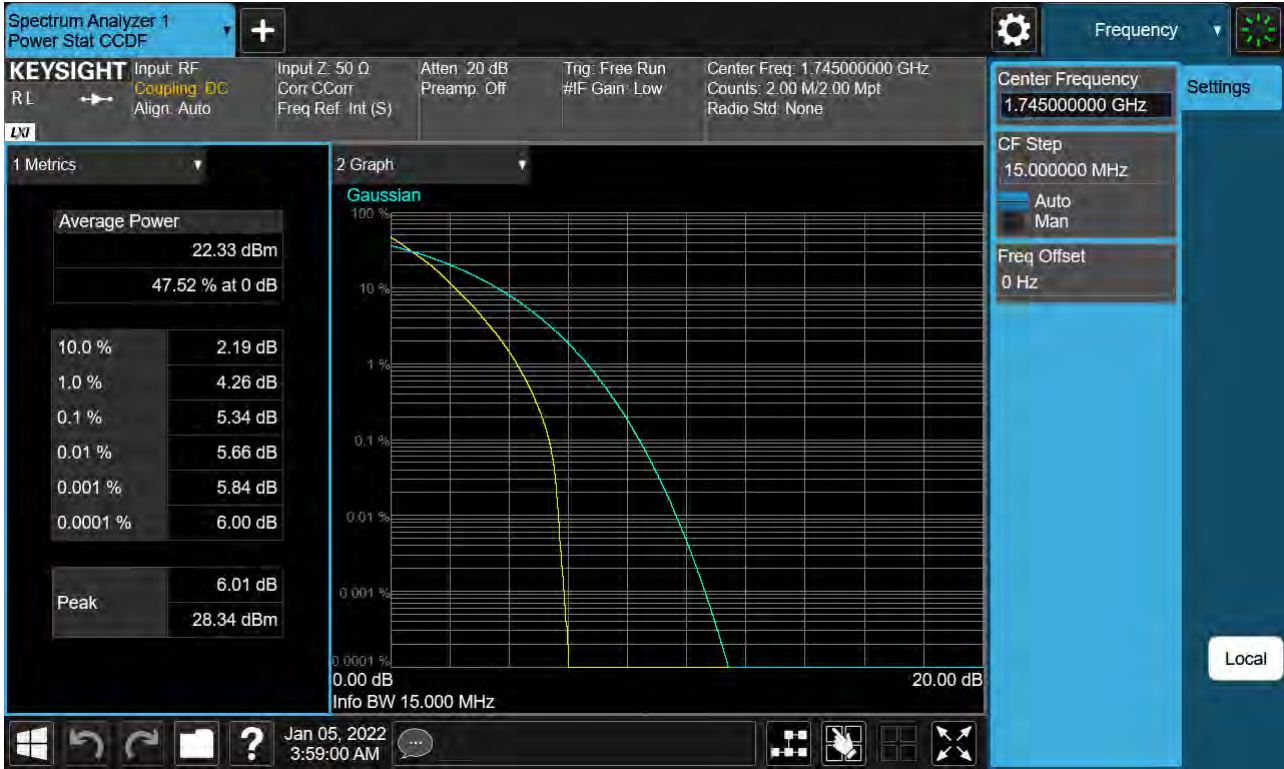 Spectrum Analyzer 1
Power Stat CCDF
Frequency
KEYSIGHT
R L
LXI
Input: RF
Coupling: DC
Align: Auto
Input Z: 50 Ω
Corr CCorr
Freq Ref: Int (S)
Atten: 20 dB
Preamp: Off
Trig: Free Run
#IF Gain: Low
Center Freq: 1.745000000 GHz
Counts: 2.00 M/2.00 Mpt
Radio Std: None
Center Frequency
1.745000000 GHz
Settings
CF Step
15.000000 MHz
Auto
Man
Freq Offset
0 Hz
Local
1 Metrics
Average Power
22.33 dBm
47.52 % at 0 dB
10.0 % 2.19 dB
1.0 % 4.26 dB
0.1 % 5.34 dB
0.01 % 5.66 dB
0.001 % 5.84 dB
0.0001 % 6.00 dB
Peak
6.01 dB
28.34 dBm
2 Graph
Gaussian
100 %
10 %
1 %
0.1 %
0.01 %
0.001 %
0.0001 %
0.00 dB 20.00 dB
Info BW 15.000 MHz
?
Jan 05, 2022
3:59:00 AM